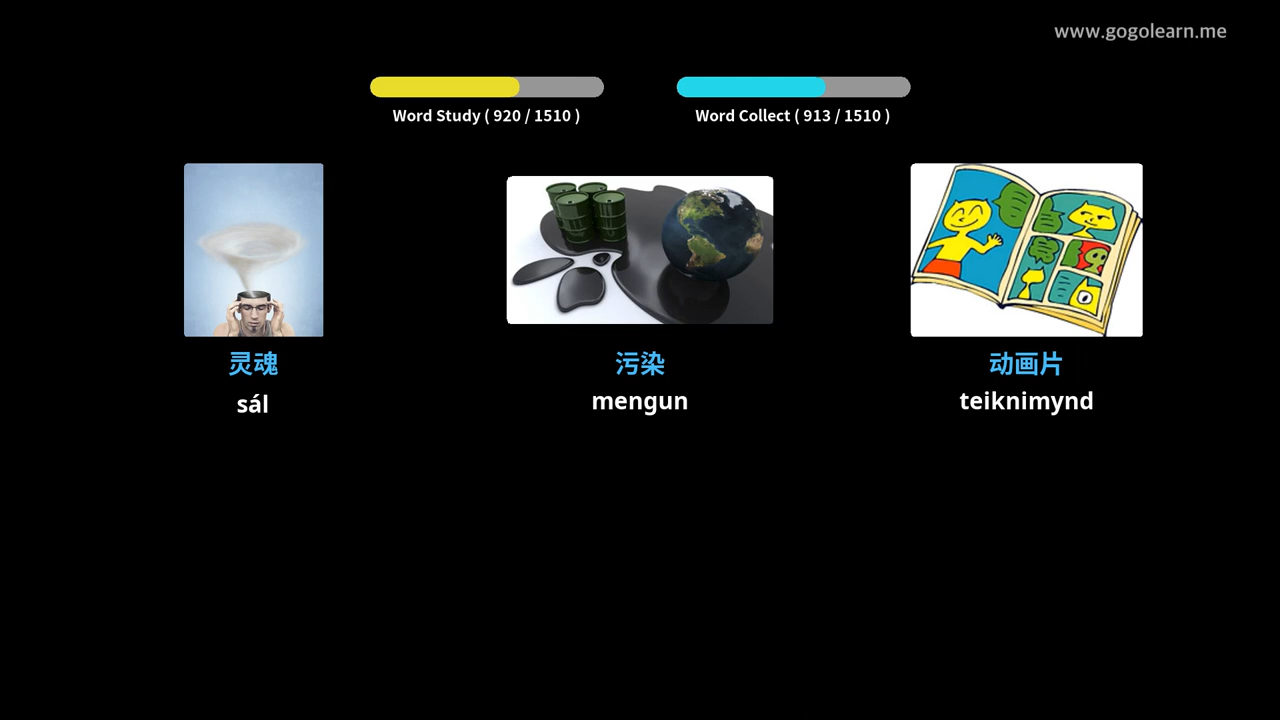 www.gogolearn.me
Word Study ( 920 / 1510 )
Word Collect ( 913 / 1510 )
灵魂
污染
动画片
sál
mengun
teiknimynd